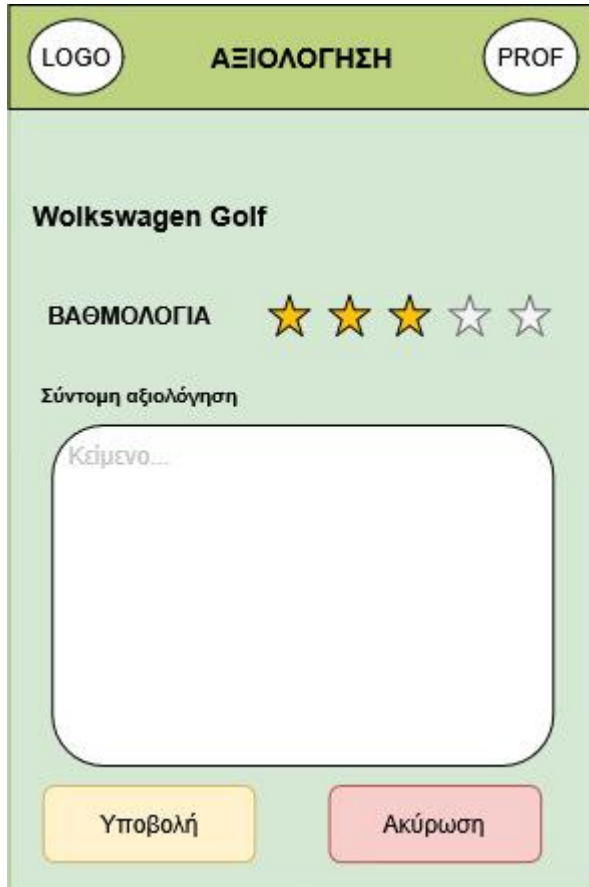 LOGO ΑΞΙΟΛΟΓΗΣΗ PROF
Wolkswagen Golf
ΒΑΘΜΟΛΟΓΙΑ
Σύντομη αξιολόγηση
Κείμενο...
Υποβολή Ακύρωση